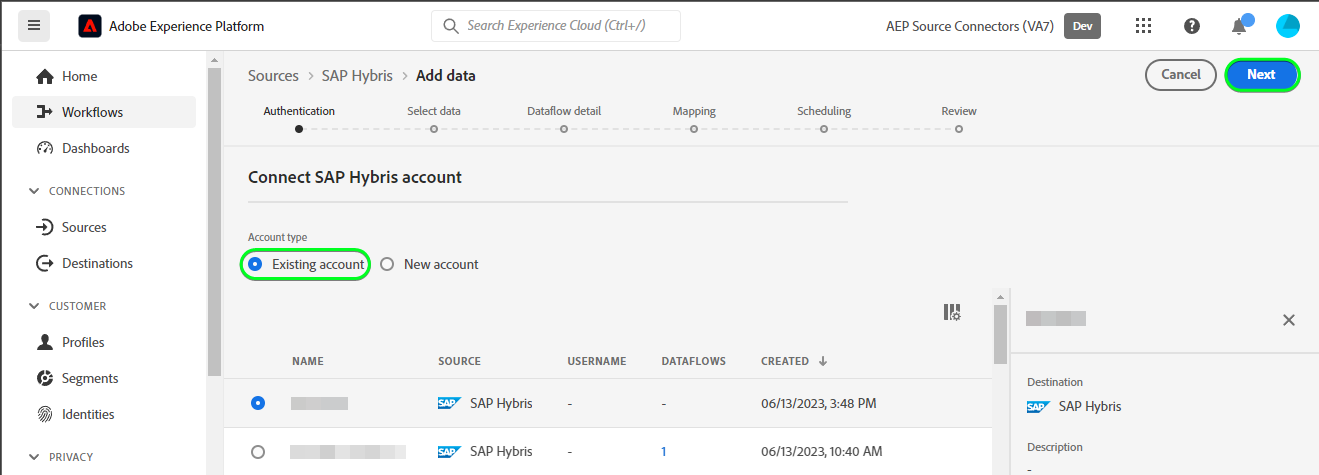 Adobe Experience Platform
Search Experience Cloud (Ctrl+/)
AEP Source Connectors (VA7) Dev
Home
Workflows
Dashboards
CONNECTIONS
Sources
Destinations
CUSTOMER
Profiles
Segments
Identities
PRIVACY
Sources > SAP Hybris > Add data
Cancel Next
Authentication Select data Dataflow detail Mapping Scheduling Review
Connect SAP Hybris account
Account type
Existing account New account
NAME SOURCE USERNAME DATAFLOWS CREATED ↓
SAP SAP Hybris - - 06/13/2023, 3:48 PM
SAP SAP Hybris - 1 06/13/2023, 10:40 AM
Destination
SAP SAP Hybris
Description
-